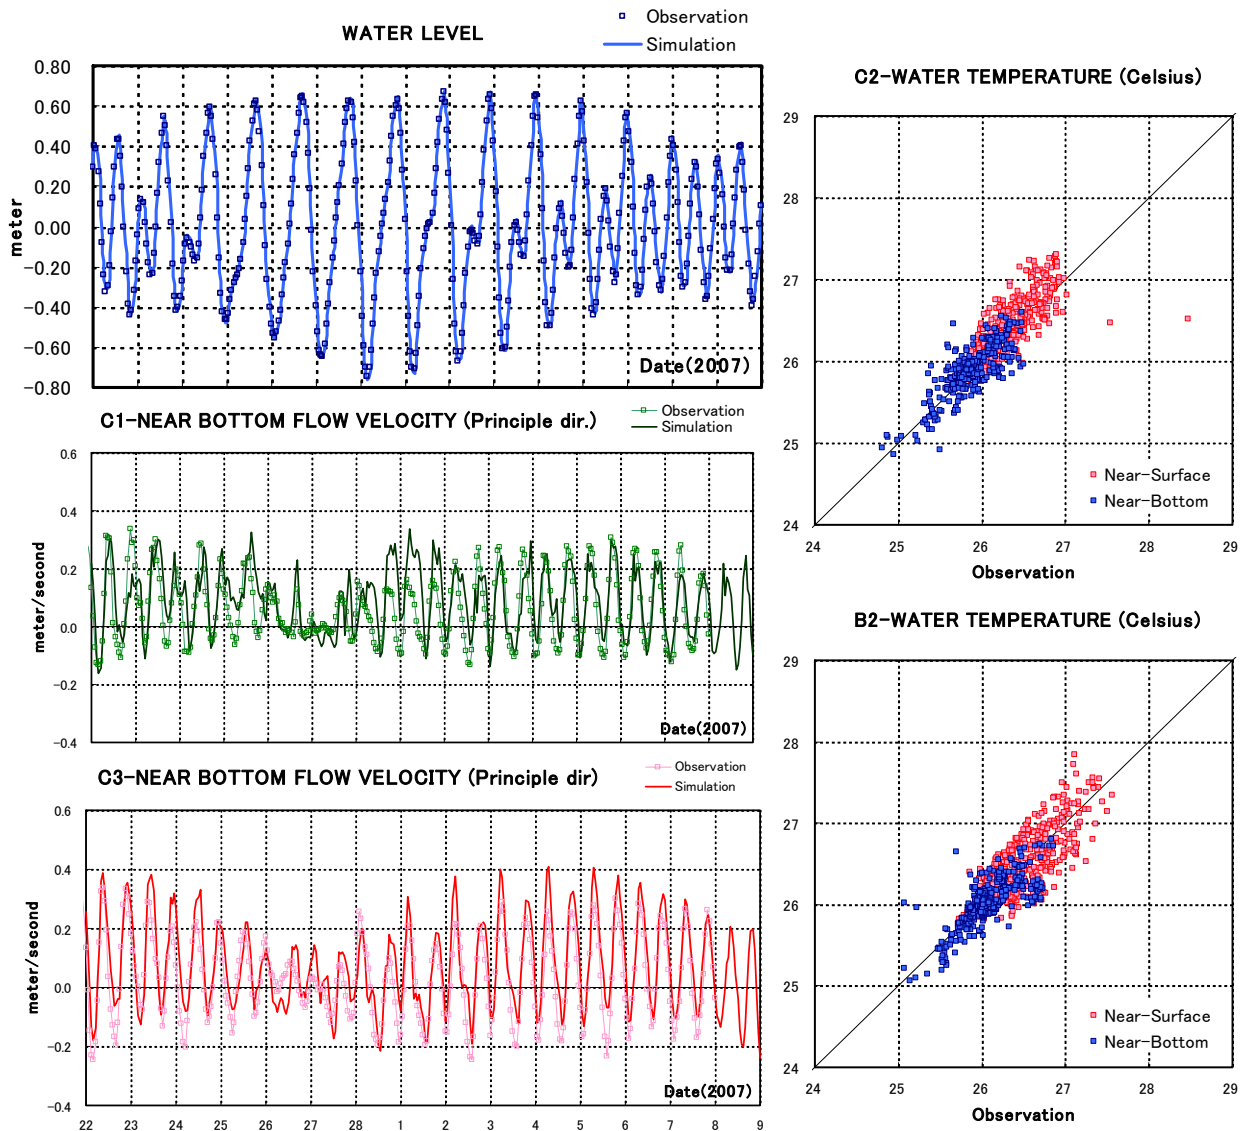 WATER LEVEL
Observation
Simulation
0.80
0.60
0.40
0.20
0.00
−0.20
−0.40
−0.60
−0.80
meter
Date(2007)
C1−NEAR BOTTOM FLOW VELOCITY (Principle dir.)
Observation
Simulation
0.6
0.4
0.2
0.0
−0.2
−0.4
meter/second
Date(2007)
C3−NEAR BOTTOM FLOW VELOCITY (Principle dir)
Observation
Simulation
0.6
0.4
0.2
0.0
−0.2
−0.4
meter/second
Date(2007)
22 23 24 25 26 27 28 1 2 3 4 5 6 7 8 9
C2−WATER TEMPERATURE (Celsius)
29
28
27
26
25
24
Near−Surface
Near−Bottom
24 25 26 27 28 29
Observation
B2−WATER TEMPERATURE (Celsius)
29
28
27
26
25
24
Near−Surface
Near−Bottom
24 25 26 27 28 29
Observation